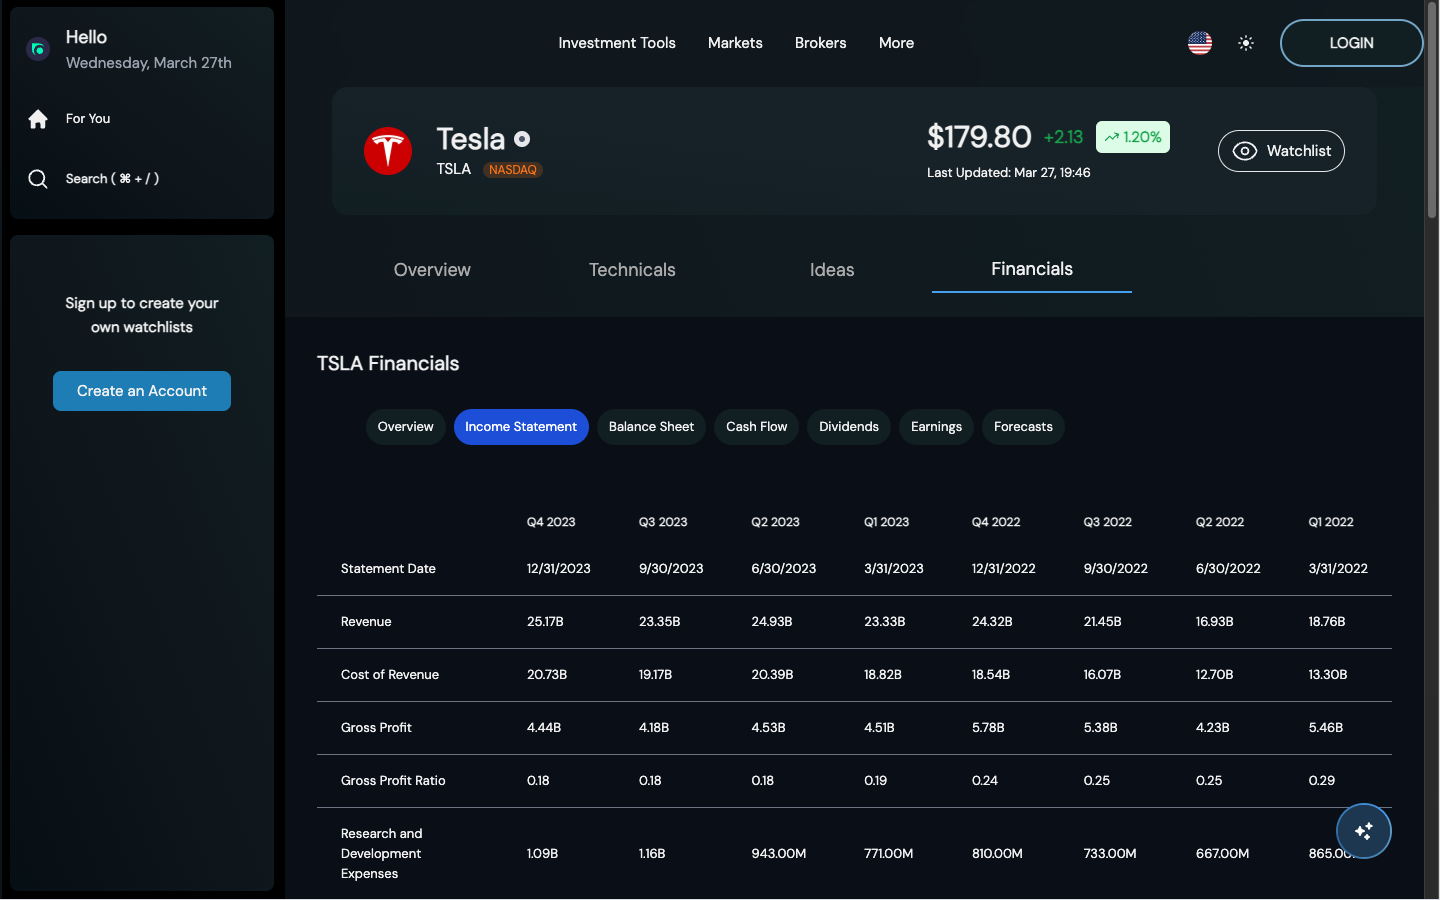 Hello
Wednesday, March 27th
For You
Search ( ⌘ + / )
Sign up to create your
own watchlists
Create an Account
Investment Tools Markets Brokers More
LOGIN
Tesla
TSLA NASDAQ
$179.80 +2.13 1.20%
Last Updated: Mar 27, 19:46
Watchlist
Overview Technicals Ideas Financials
TSLA Financials
Overview Income Statement Balance Sheet Cash Flow Dividends Earnings Forecasts
Q4 2023 Q3 2023 Q2 2023 Q1 2023 Q4 2022 Q3 2022 Q2 2022 Q1 2022
Statement Date 12/31/2023 9/30/2023 6/30/2023 3/31/2023 12/31/2022 9/30/2022 6/30/2022 3/31/2022
Revenue 25.17B 23.35B 24.93B 23.33B 24.32B 21.45B 16.93B 18.76B
Cost of Revenue 20.73B 19.17B 20.39B 18.82B 18.54B 16.07B 12.70B 13.30B
Gross Profit 4.44B 4.18B 4.53B 4.51B 5.78B 5.38B 4.23B 5.46B
Gross Profit Ratio 0.18 0.18 0.18 0.19 0.24 0.25 0.25 0.29
Research and
Development
Expenses
1.09B 1.16B 943.00M 771.00M 810.00M 733.00M 667.00M